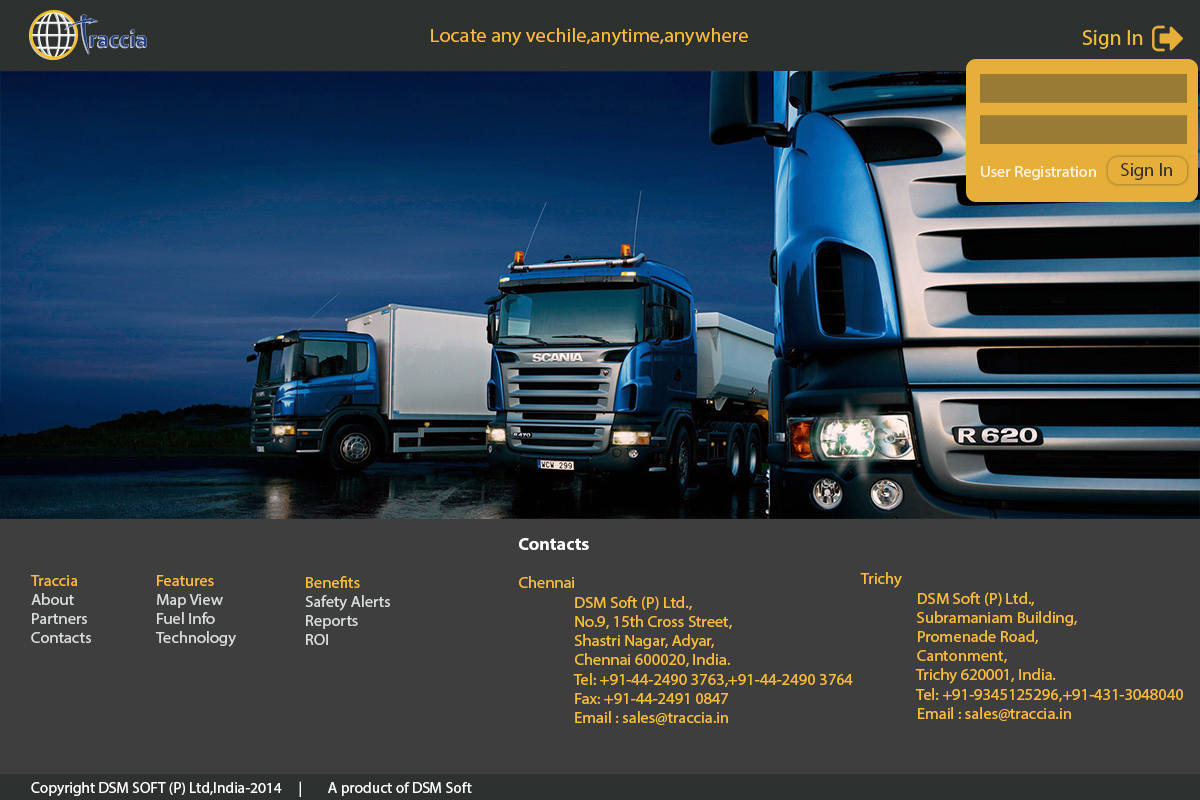 Traccia
Locate any vechile,anytime,anywhere
Sign In
User Registration
Sign In
SCANIA
R 470
WCW 299
R 620
Contacts
Traccia
About
Partners
Contacts
Features
Map View
Fuel Info
Technology
Benefits
Safety Alerts
Reports
ROI
Chennai
DSM Soft (P) Ltd.,
No.9, 15th Cross Street,
Shastri Nagar, Adyar,
Chennai 600020, India.
Tel: +91-44-2490 3763,+91-44-2490 3764
Fax: +91-44-2491 0847
Email : sales@traccia.in
Trichy
DSM Soft (P) Ltd.,
Subramaniam Building,
Promenade Road,
Cantonment,
Trichy 620001, India.
Tel: +91-9345125296,+91-431-3048040
Email : sales@traccia.in
Copyright DSM SOFT (P) Ltd,India-2014 | A product of DSM Soft